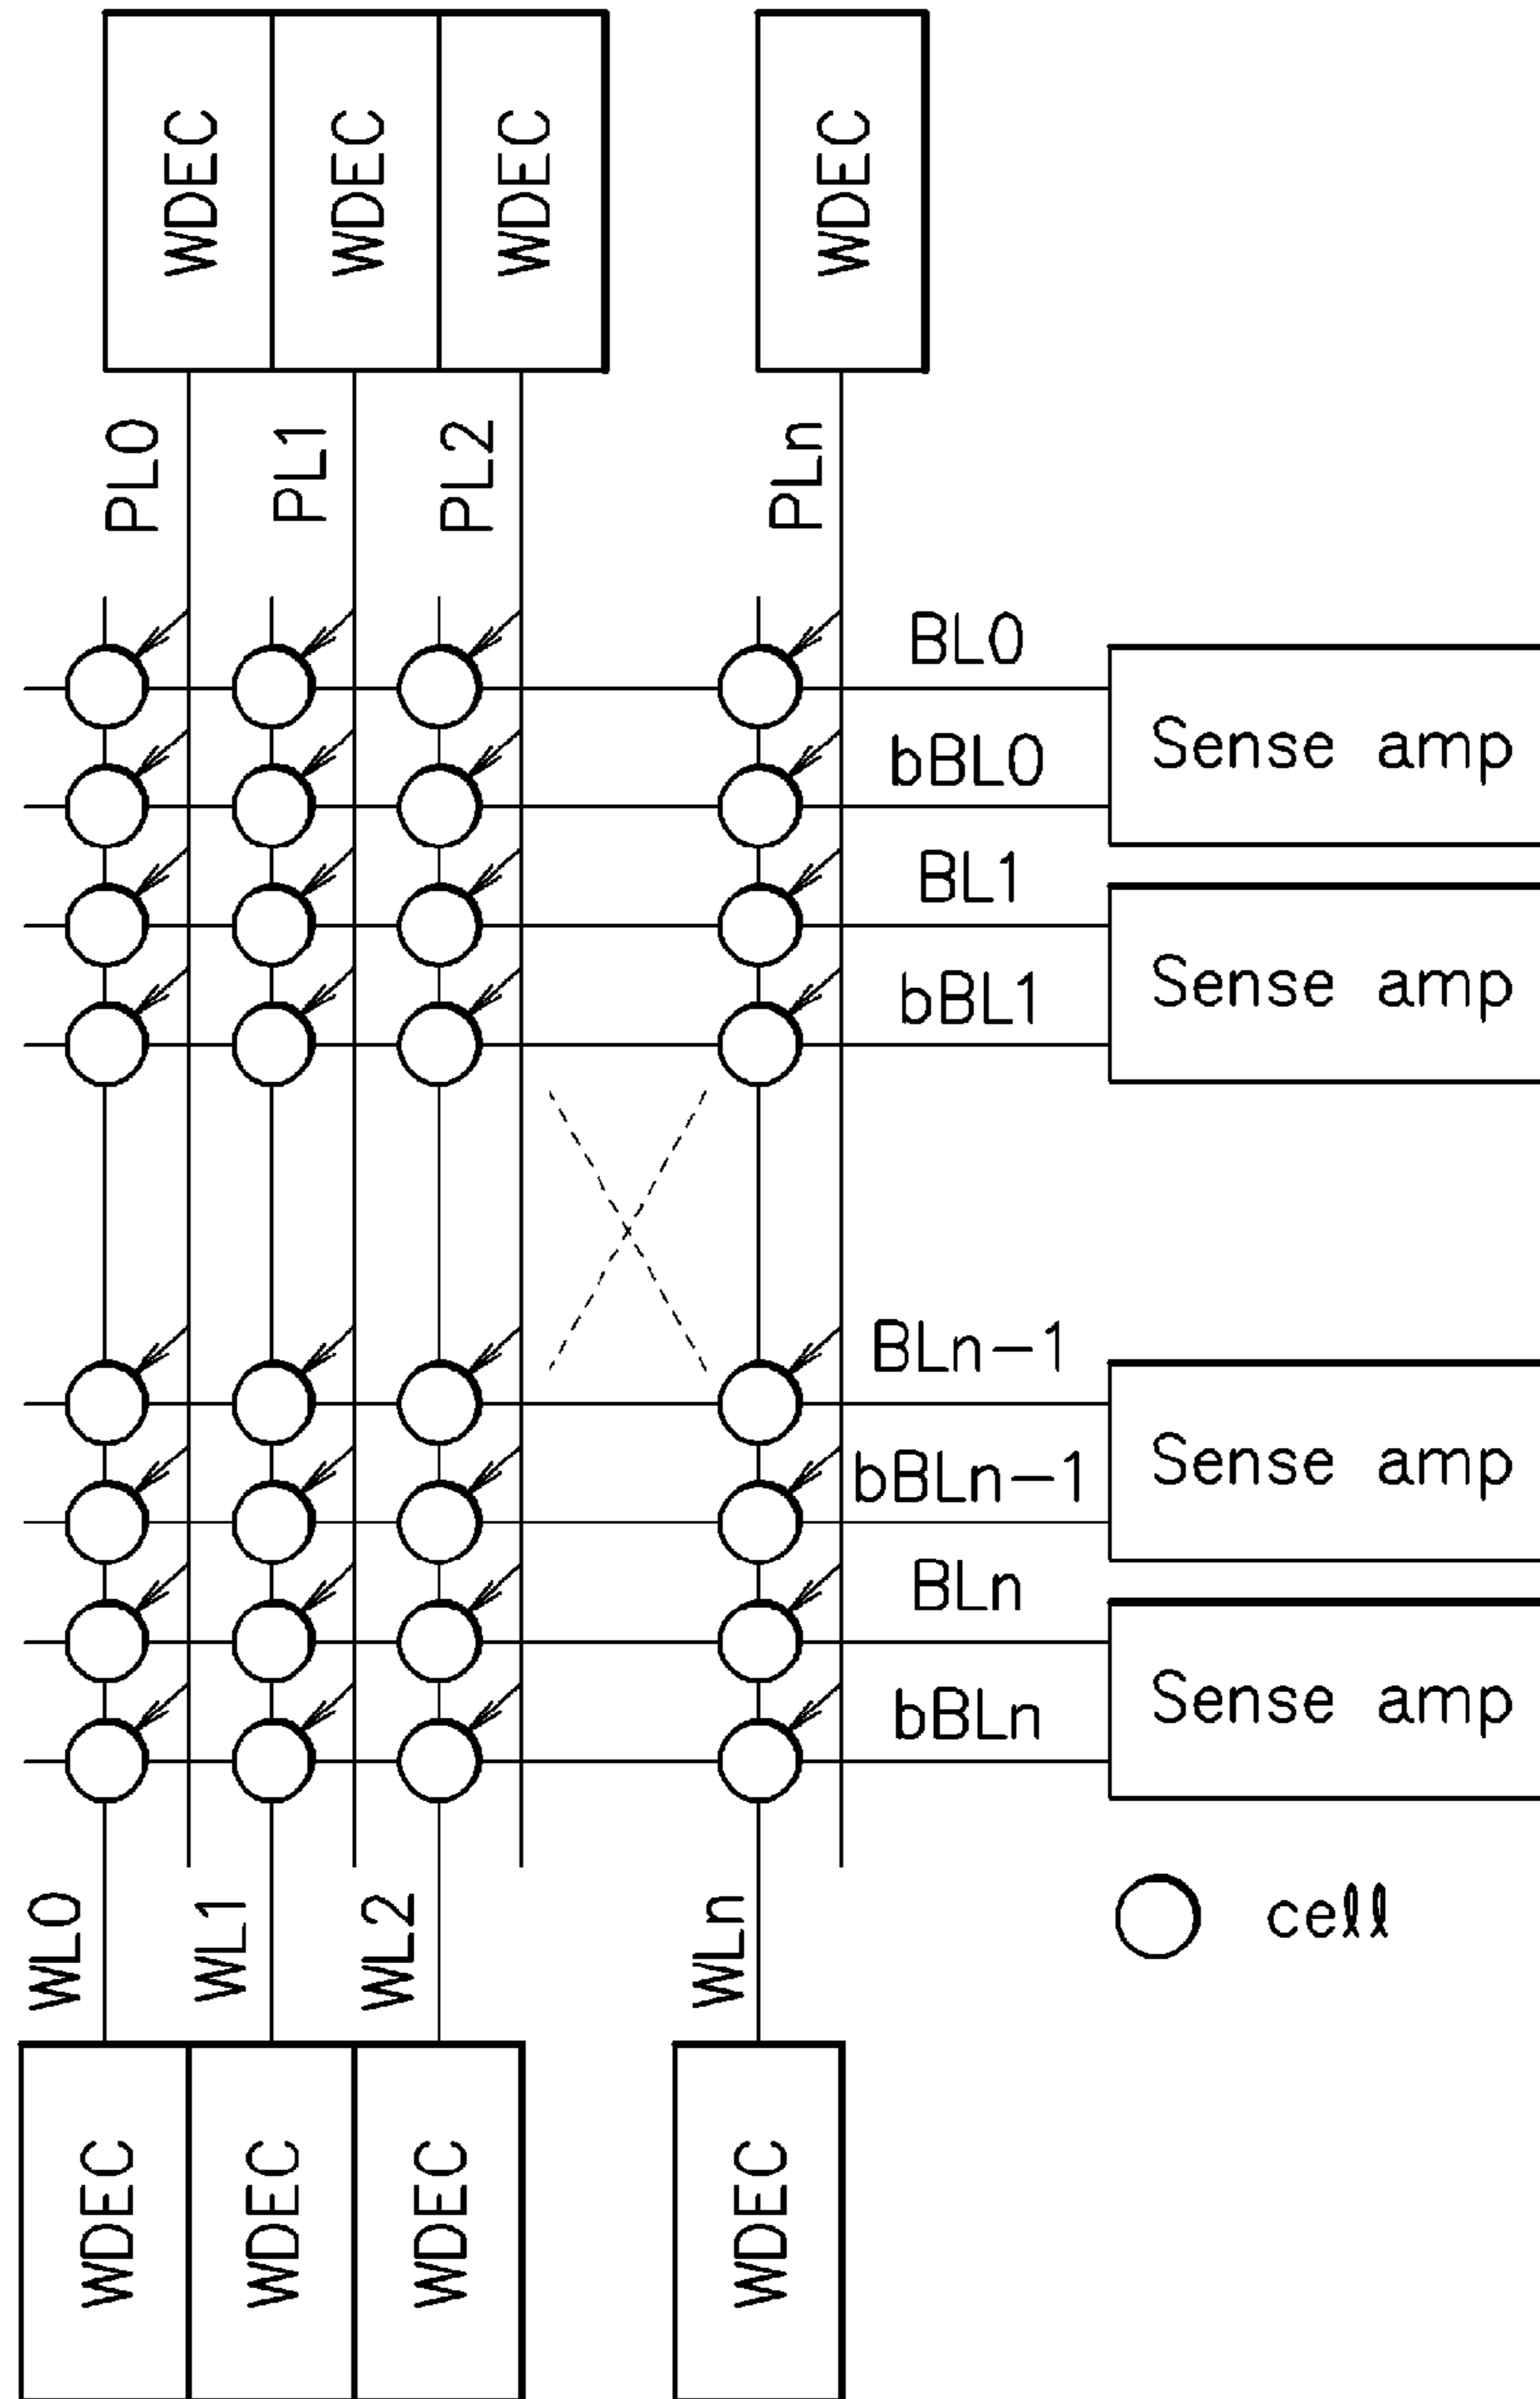 WDEC WDEC WDEC WDEC
PL0 PL1 PL2 PLn
BL0
Sense amp
bBL0
BL1
Sense amp
bBL1
BLn-1
Sense amp
bBLn-1
BLn
Sense amp
bBLn
cell
WL0 WL1 WL2 WLn
WDEC WDEC WDEC WDEC